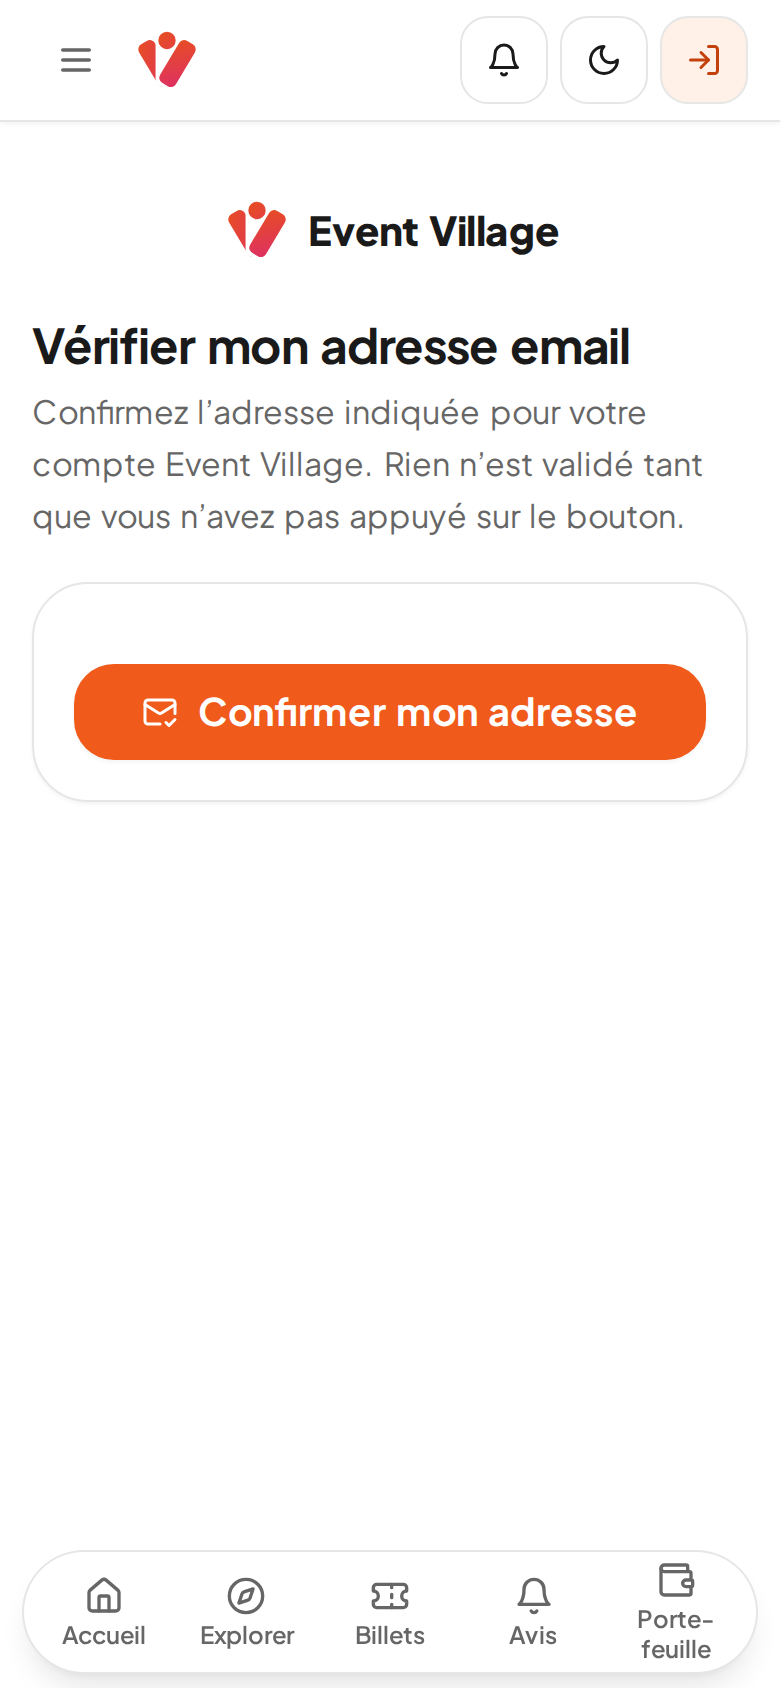 Event Village
Vérifier mon adresse email
Confirmez l’adresse indiquée pour votre
compte Event Village. Rien n’est validé tant
que vous n’avez pas appuyé sur le bouton.
Confirmer mon adresse
Accueil
Explorer
Billets
Avis
Porte-
feuille